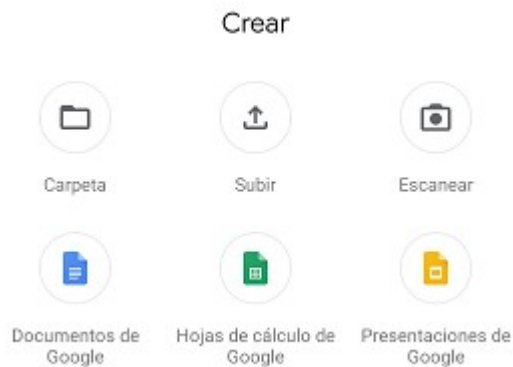 Crear
Carpeta
Subir
Escanear
Documentos de
Google
Hojas de cálculo de
Google
Presentaciones de
Google